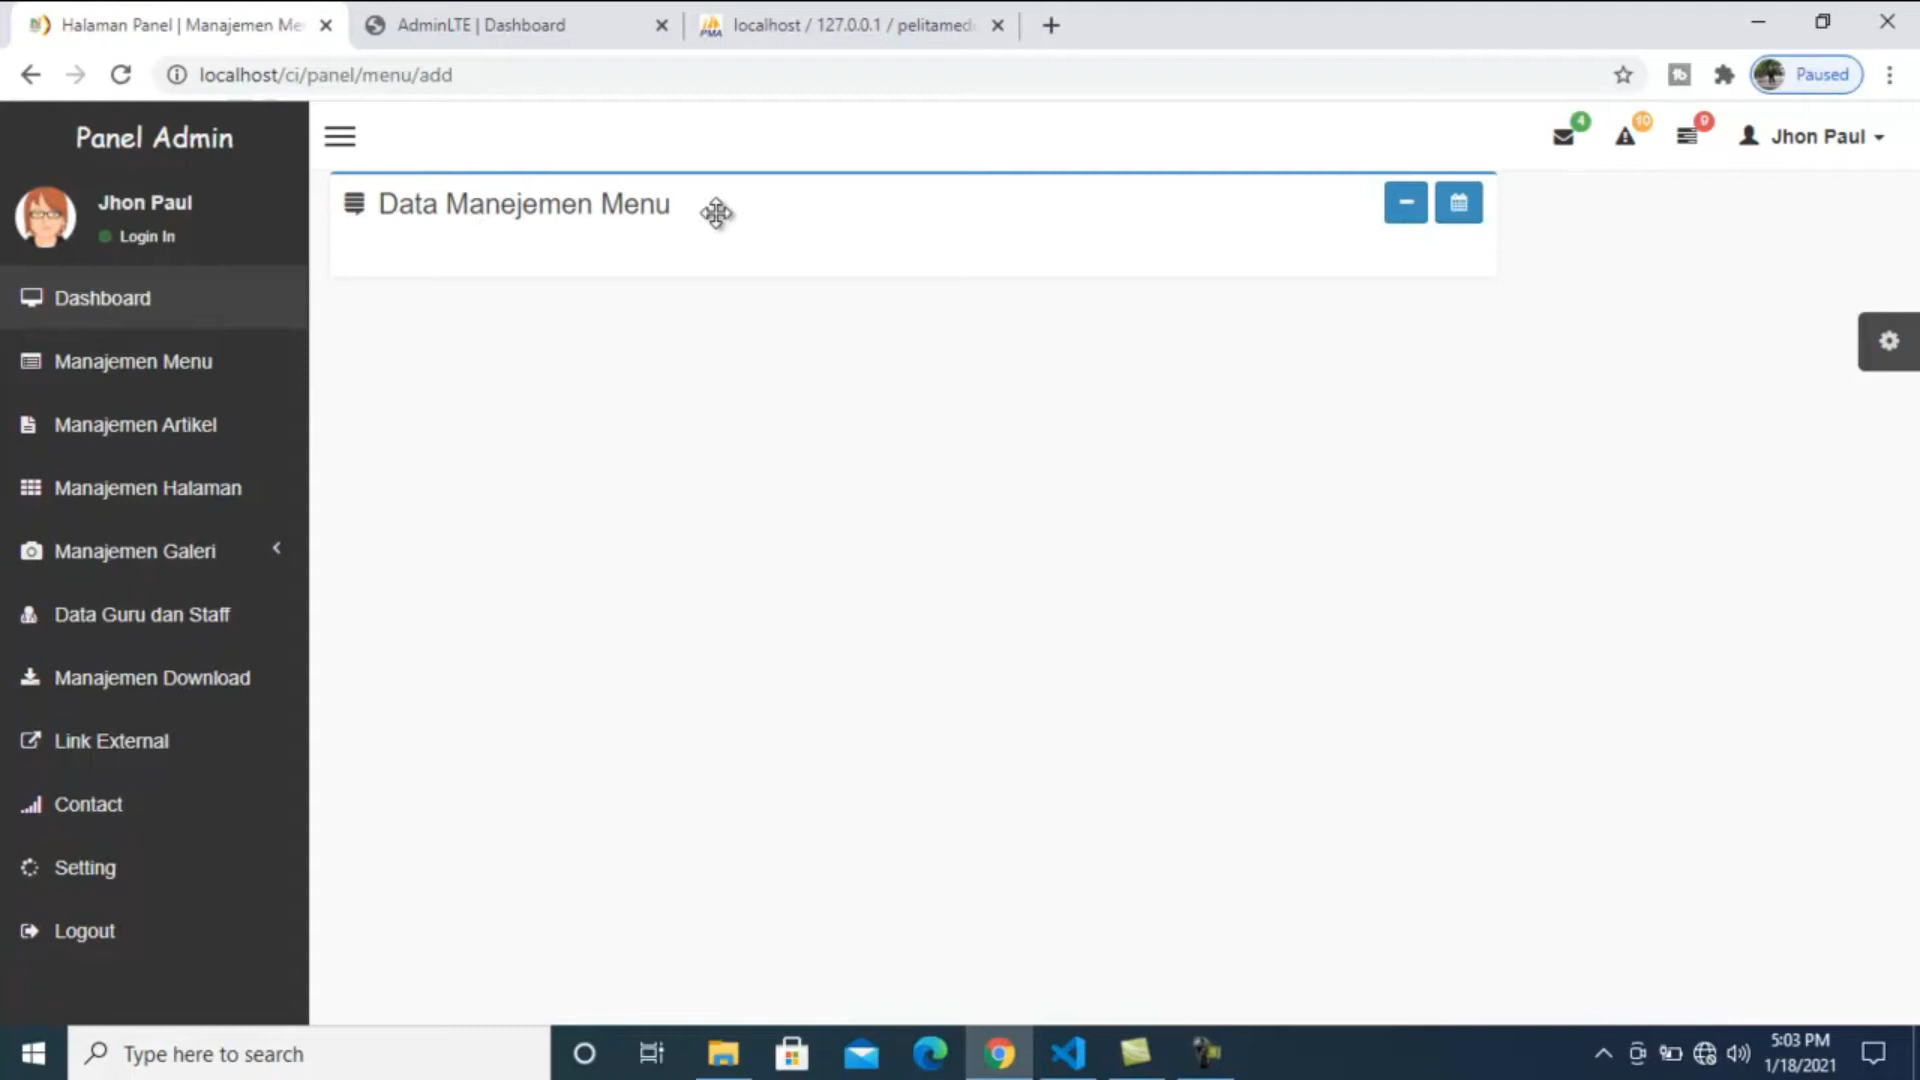 Halaman Panel | Manajemen Me
AdminLTE | Dashboard
localhost / 127.0.0.1 / pelitamed
localhost/ci/panel/menu/add
Paused
Panel Admin
4
10
9
Jhon Paul
Jhon Paul
Login In
Data Manejemen Menu
Dashboard
Manajemen Menu
Manajemen Artikel
Manajemen Halaman
Manajemen Galeri
Data Guru dan Staff
Manajemen Download
Link External
Contact
Setting
Logout
Type here to search
5:03 PM
1/18/2021